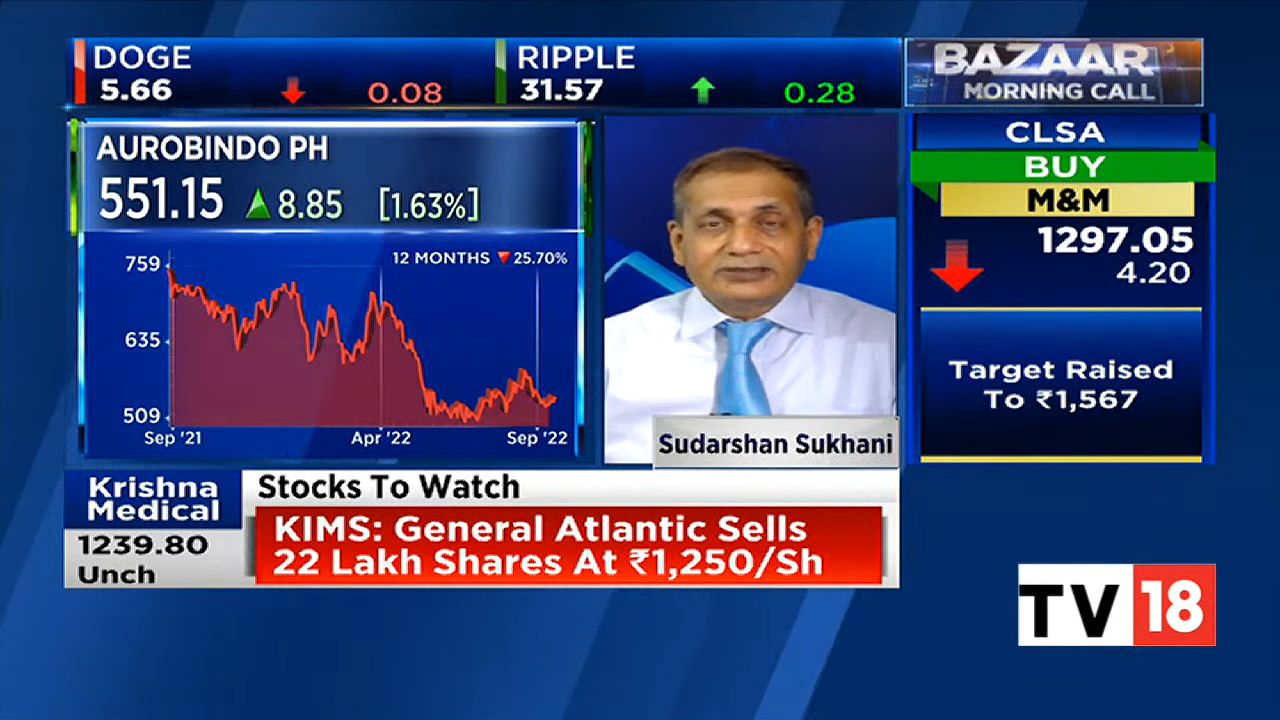 DOGE
5.66 0.08
RIPPLE
31.57 0.28
BAZAAR
MORNING CALL
AUROBINDO PH
551.15 8.85 [1.63%]
12 MONTHS 25.70%
759
635
509
Sep '21 Apr '22 Sep '22
Sudarshan Sukhani
CLSA
BUY
M&M
1297.05
4.20
Target Raised
To ₹1,567
Krishna
Medical
1239.80
Unch
Stocks To Watch
KIMS: General Atlantic Sells
22 Lakh Shares At ₹1,250/Sh
TV18